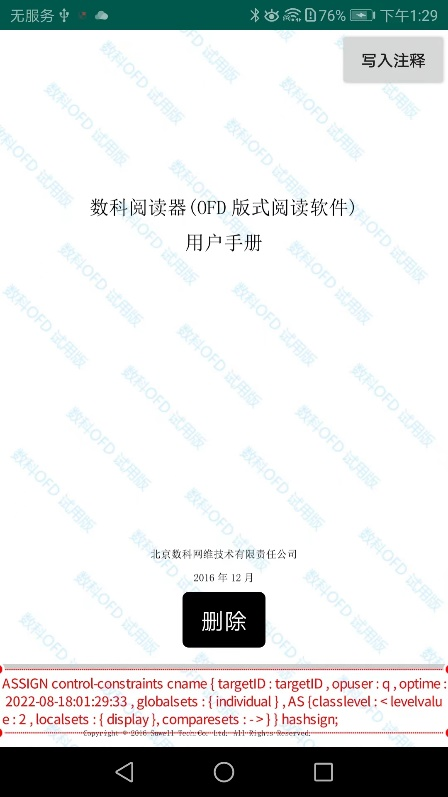 无服务 76% 下午1:29
写入注释
数科阅读器(OFD 版式阅读软件)
用户手册
北京数科网维技术有限责任公司
2016 年 12 月
删除
ASSIGN control-constraints cname { targetID : targetID , opuser : q , optime :
2022-08-18:01:29:33 , globalsets : { individual } , AS {classlevel : < levelvalu
e : 2 , localsets : { display }, comparesets : - > } } hashsign;
Copyright © 2016 Suwell Tech.Co. Ltd. All Rights Reserved.
数科OFD 试用版